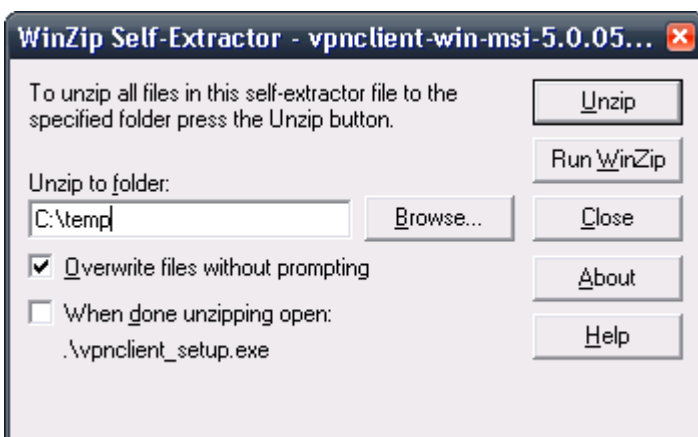 WinZip Self-Extractor - vpnclient-win-msi-5.0.05...
To unzip all files in this self-extractor file to the
specified folder press the Unzip button.
Unzip
Run WinZip
Unzip to folder:
C:\temp
Browse...
Close
Overwrite files without prompting
About
When done unzipping open:
.\vpnclient_setup.exe
Help